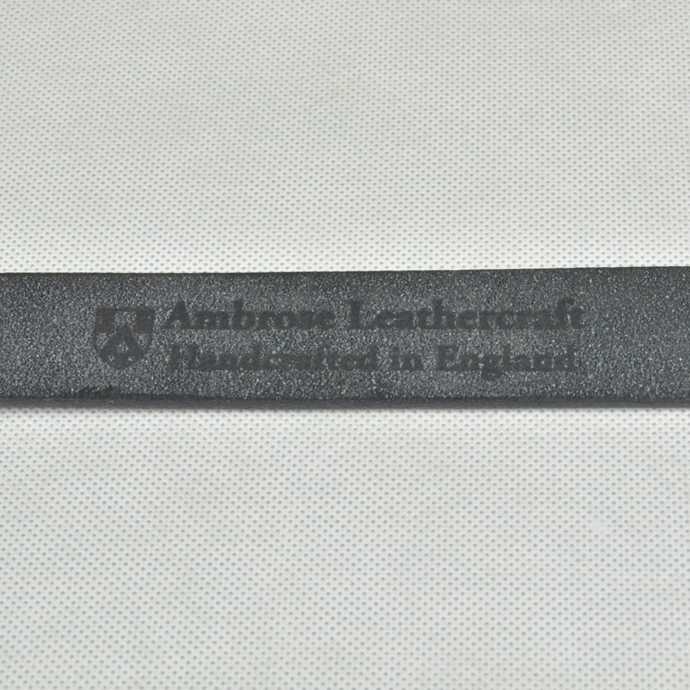 Ambrose Leathercraft
Handcrafted in England